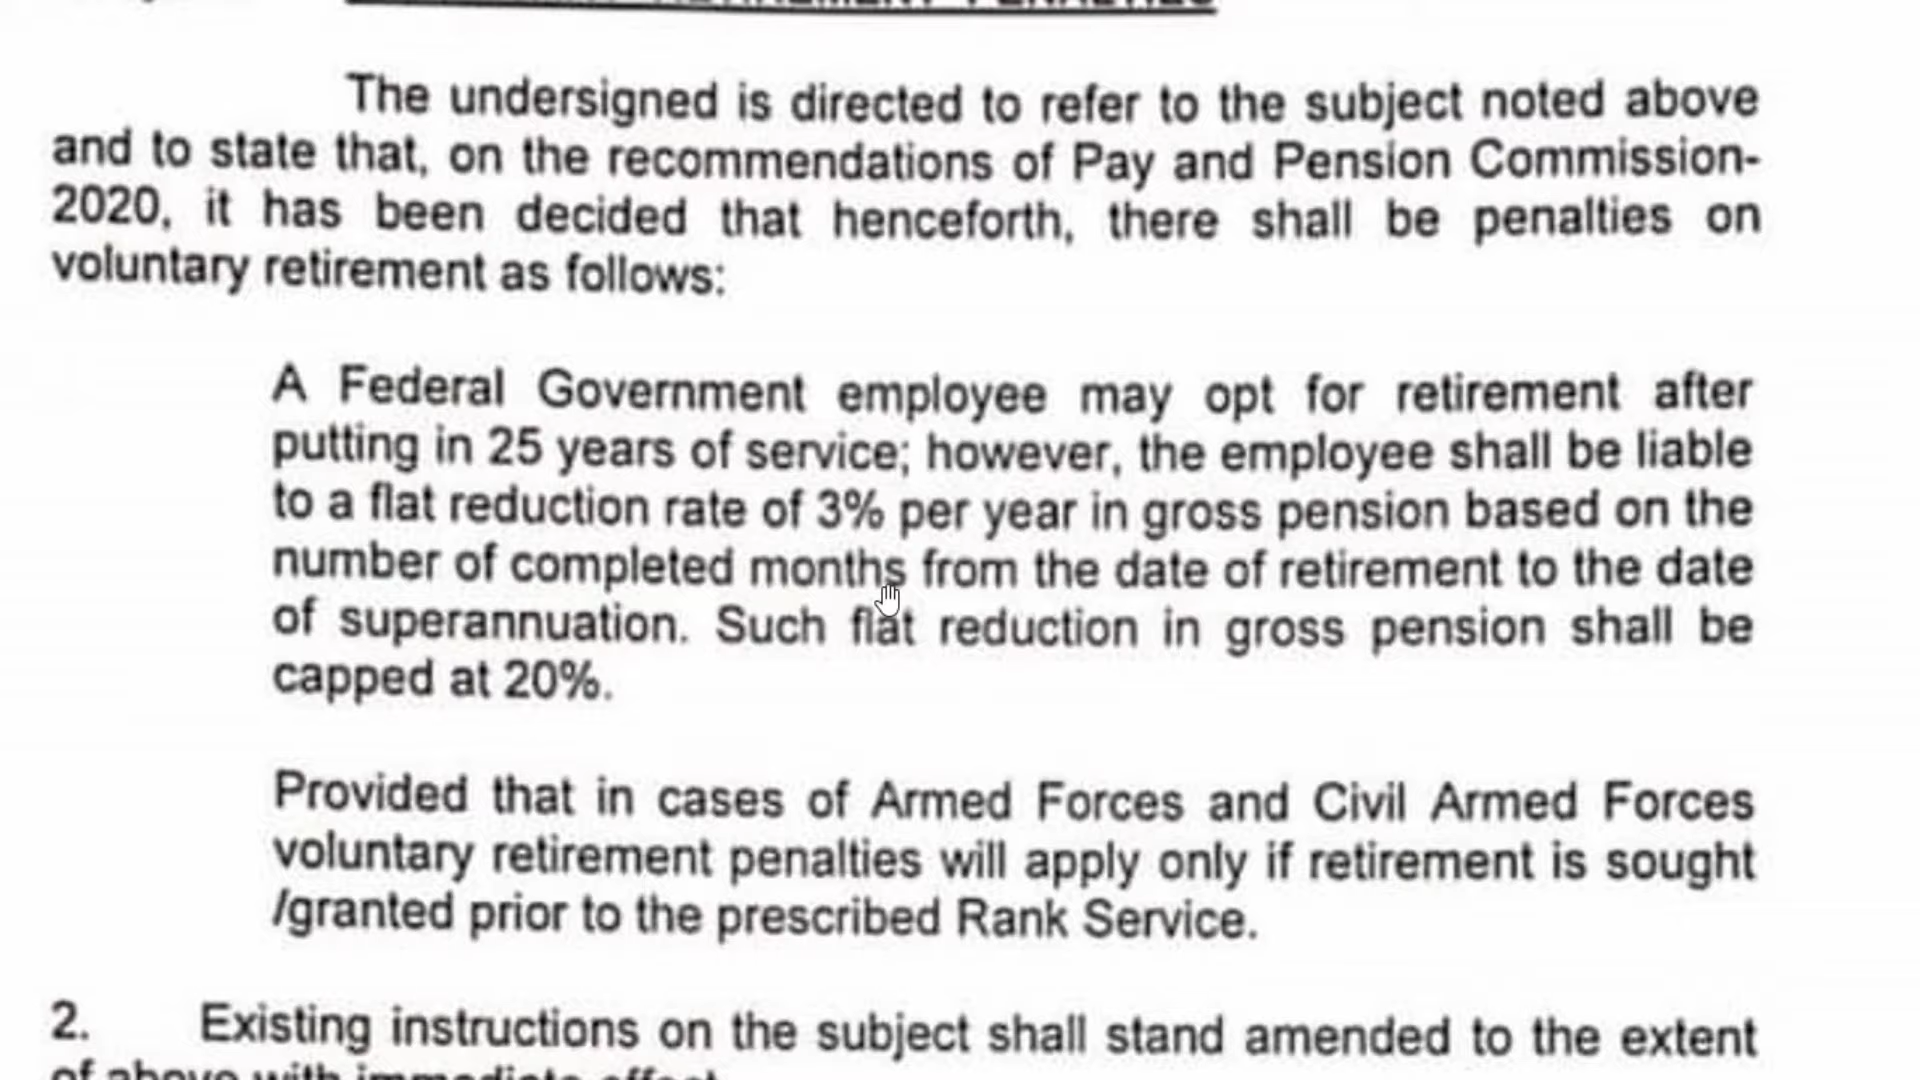 RETIREMENT PENALTIES
The undersigned is directed to refer to the subject noted above
and to state that, on the recommendations of Pay and Pension Commission-
2020, it has been decided that henceforth, there shall be penalties on
voluntary retirement as follows:
A Federal Government employee may opt for retirement after
putting in 25 years of service; however, the employee shall be liable
to a flat reduction rate of 3% per year in gross pension based on the
number of completed months from the date of retirement to the date
of superannuation. Such flat reduction in gross pension shall be
capped at 20%.
Provided that in cases of Armed Forces and Civil Armed Forces
voluntary retirement penalties will apply only if retirement is sought
/granted prior to the prescribed Rank Service.
2. Existing instructions on the subject shall stand amended to the extent
of above with immediate effect.